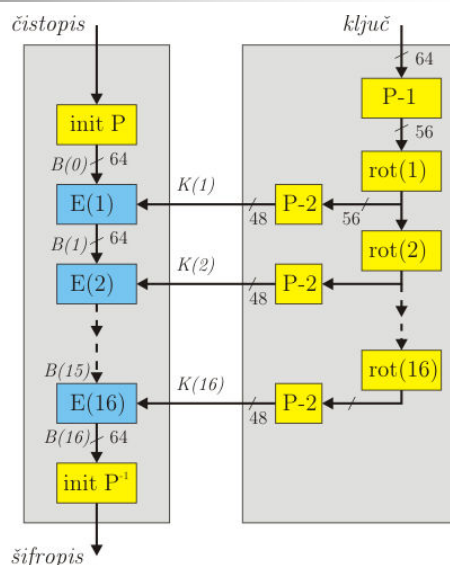 čistopis
ključ
64
P-1
init P
56
B(0) 64
rot(1)
K(1)
E(1)
48
P-2
56
B(1) 64
rot(2)
K(2)
E(2)
48
P-2
B(15)
rot(16)
K(16)
E(16)
48
P-2
B(16) 64
init P⁻¹
šifropis